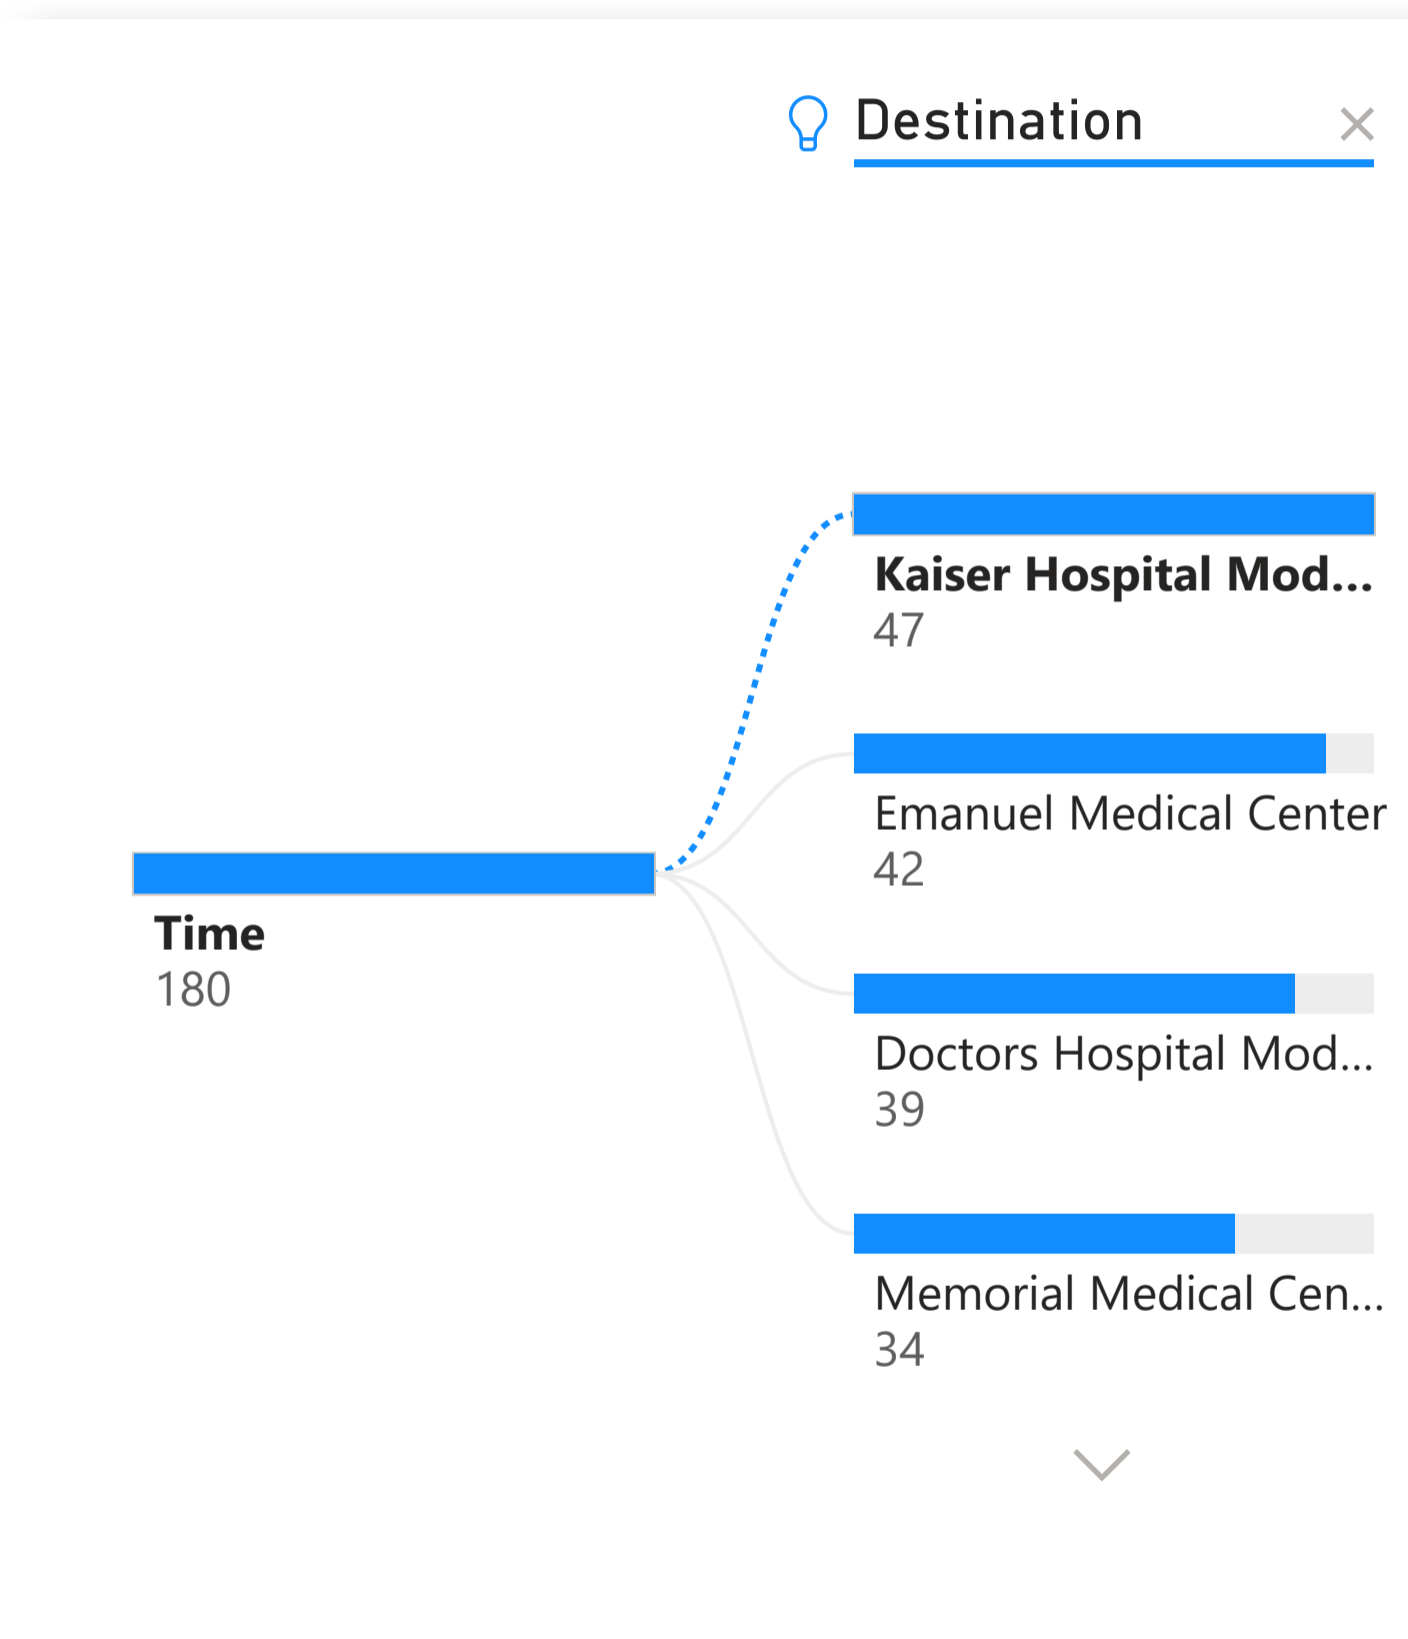 Destination
Kaiser Hospital Mod...
47
Emanuel Medical Center
42
Time
180
Doctors Hospital Mod...
39
Memorial Medical Cen...
34